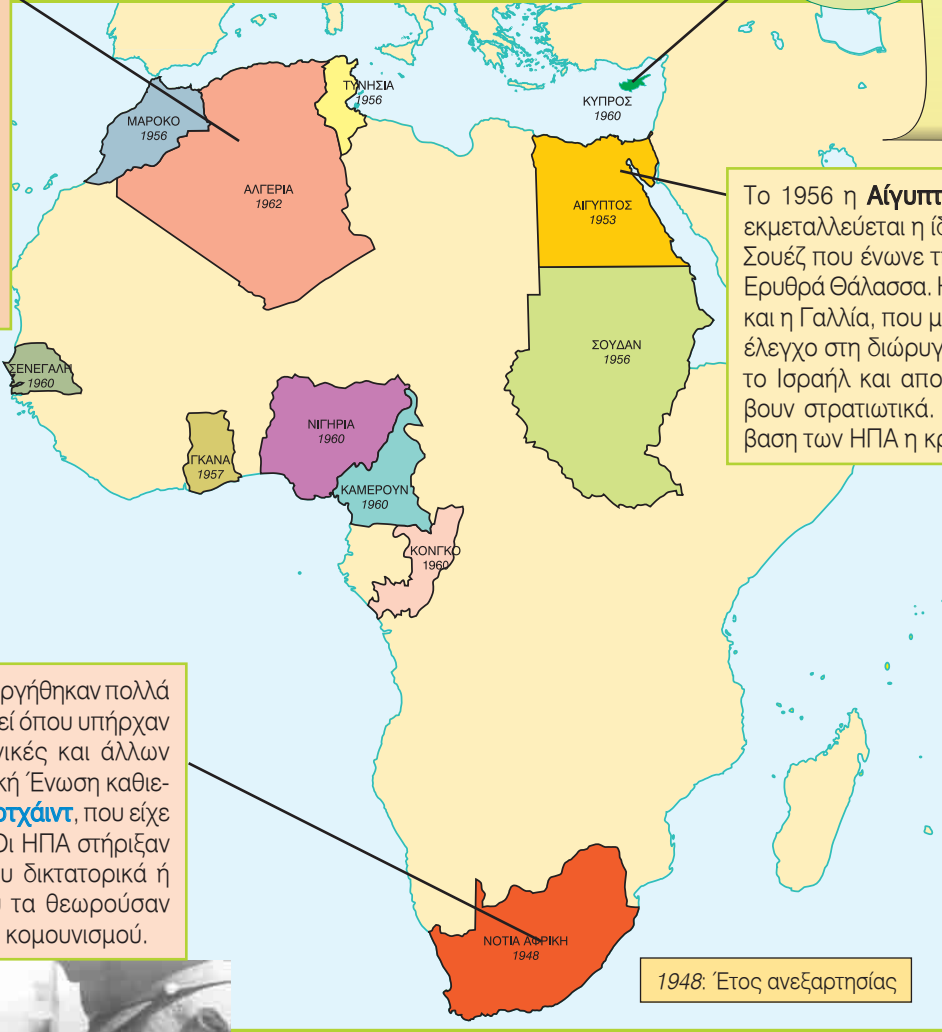 ΤΥΝΗΣΙΑ
1956
ΜΑΡΟΚΟ
1956
ΚΥΠΡΟΣ
1960
ΑΛΓΕΡΙΑ
1962
ΑΙΓΥΠΤΟΣ
1953
Το 1956 η Αίγυπτ
εκμεταλλεύεται η ίδ
Σουέζ που ένωνε τη
Ερυθρά Θάλασσα. Η
και η Γαλλία, που μ
έλεγχο στη διώρυγ
το Ισραήλ και απο
βουν στρατιωτικά.
βαση των ΗΠΑ η κρ
ΣΟΥΔΑΝ
1956
ΣΕΝΕΓΑΛΗ
1960
ΝΙΓΗΡΙΑ
1960
ΓΚΑΝΑ
1957
ΚΑΜΕΡΟΥΝ
1960
ΚΟΝΓΚΟ
1960
ργήθηκαν πολλά
εί όπου υπήρχαν
νικές και άλλων
κή Ένωση καθιε-
ρτχάιντ, που είχε
Οι ΗΠΑ στήριξαν
υ δικτατορικά ή
υ τα θεωρούσαν
κομουνισμού.
ΝΟΤΙΑ ΑΦΡΙΚΗ
1948
1948: Έτος ανεξαρτησίας